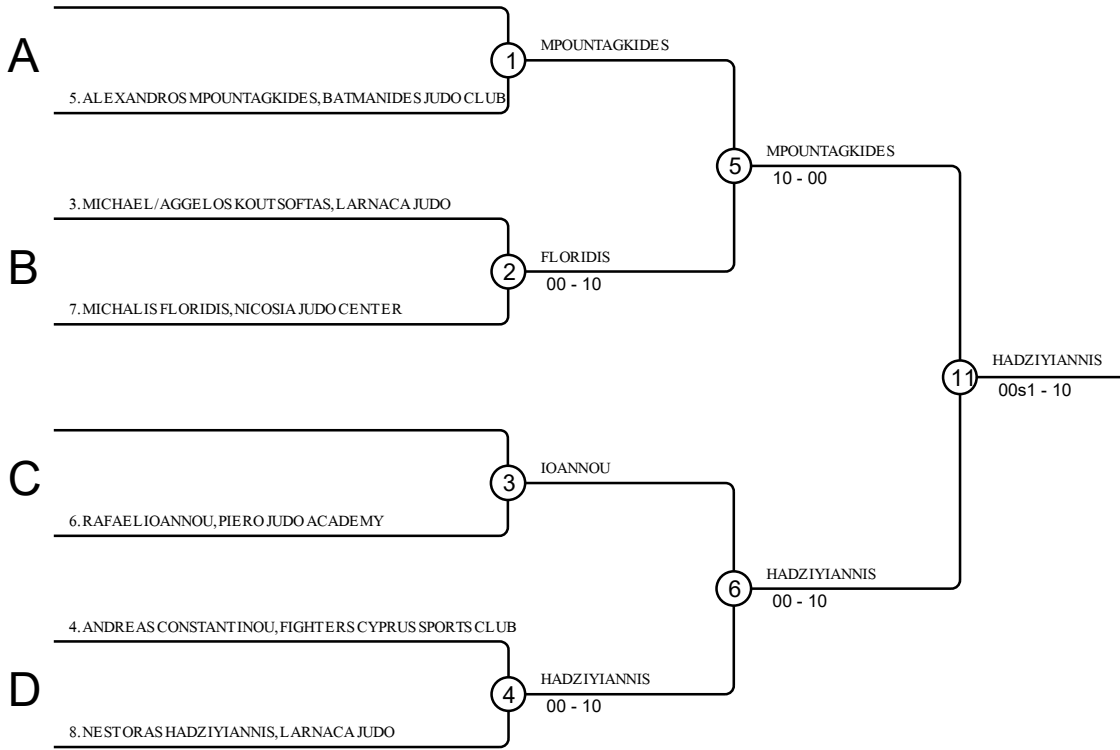 A
1
MPOUNTAGKIDES
5. ALEXANDROS MPOUNTAGKIDES, BATMANIDES JUDO CLUB
5
MPOUNTAGKIDES
10 - 00
3. MICHAEL/AGGELOS KOUTSOFTAS, LARNACA JUDO
B
2
FLORIDIS
00 - 10
7. MICHALIS FLORIDIS, NICOSIA JUDO CENTER
11
HADZIYIANNIS
00s1 - 10
C
3
IOANNOU
6. RAFAEL IOANNOU, PIERO JUDO ACADEMY
6
HADZIYIANNIS
00 - 10
4. ANDREAS CONSTANTINOU, FIGHTERS CYPRUS SPORTS CLUB
D
4
HADZIYIANNIS
00 - 10
8. NESTORAS HADZIYIANNIS, LARNACA JUDO